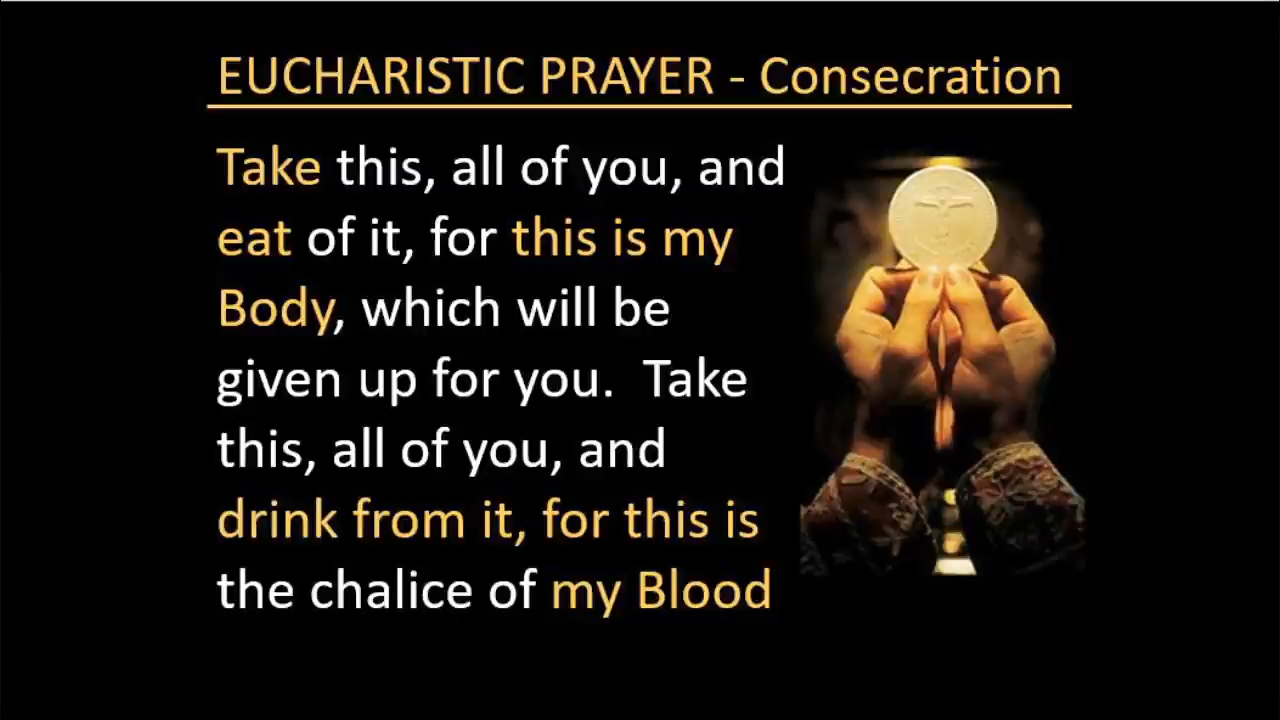 EUCHARISTIC PRAYER - Consecration
Take this, all of you, and
eat of it, for this is my
Body, which will be
given up for you. Take
this, all of you, and
drink from it, for this is
the chalice of my Blood